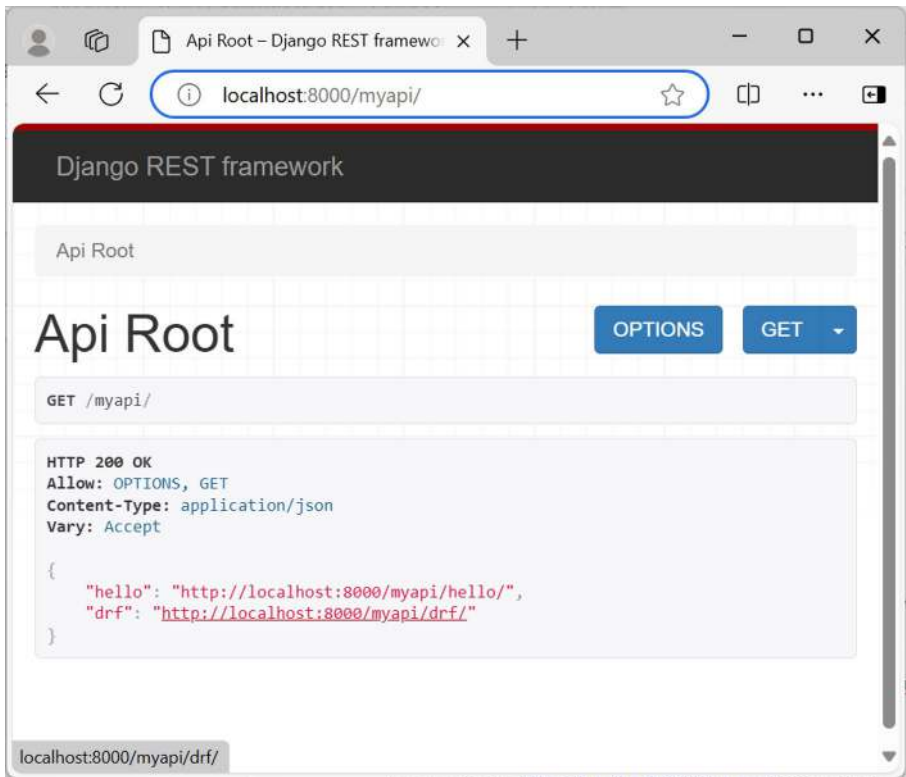 Api Root – Django REST framewo
localhost:8000/myapi/
Django REST framework
Api Root
Api Root
OPTIONS GET
GET /myapi/
HTTP 200 OK
Allow: OPTIONS, GET
Content-Type: application/json
Vary: Accept
{
    "hello": "http://localhost:8000/myapi/hello/",
    "drf": "http://localhost:8000/myapi/drf/"
}
localhost:8000/myapi/drf/